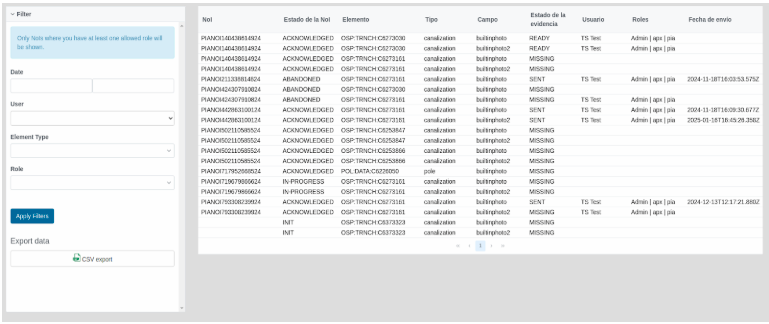 Filter
Only NoIs where you have at least one allowed role will
be shown.
Date
User
Element Type
Role
Apply Filters
Export data
CSV export
NoI Estado de la NoI Elemento Tipo Campo Estado de la evidencia Usuario Roles Fecha de envío
PIANOI140438614924 ACKNOWLEDGED OSP:TRNCH:C6273030 canalization builtinphoto READY TS Test Admin | apx | pia
PIANOI140438614924 ACKNOWLEDGED OSP:TRNCH:C6273030 canalization builtinphoto2 READY TS Test Admin | apx | pia
PIANOI140438614924 ACKNOWLEDGED OSP:TRNCH:C6273161 canalization builtinphoto MISSING
PIANOI140438614924 ACKNOWLEDGED OSP:TRNCH:C6273161 canalization builtinphoto2 MISSING
PIANOI211336814624 ABANDONED OSP:TRNCH:C6273161 canalization builtinphoto SENT TS Test Admin | apx | pia 2024-11-18T16:03:53.575Z
PIANOI424307910824 ABANDONED OSP:TRNCH:C6273030 canalization builtinphoto MISSING
PIANOI424307910824 ABANDONED OSP:TRNCH:C6273161 canalization builtinphoto2 MISSING TS Test Admin | apx | pia
PIANOI442863100124 ACKNOWLEDGED OSP:TRNCH:C6273161 canalization builtinphoto SENT TS Test Admin | apx | pia 2024-11-18T16:09:30.677Z
PIANOI442863100124 ACKNOWLEDGED OSP:TRNCH:C6273161 canalization builtinphoto2 SENT TS Test Admin | apx | pia 2025-01-16T16:45:26.358Z
PIANOI502110585524 ACKNOWLEDGED OSP:TRNCH:C6253847 canalization builtinphoto MISSING
PIANOI502110585524 ACKNOWLEDGED OSP:TRNCH:C6253847 canalization builtinphoto2 MISSING
PIANOI502110585524 ACKNOWLEDGED OSP:TRNCH:C6253866 canalization builtinphoto MISSING
PIANOI502110585524 ACKNOWLEDGED OSP:TRNCH:C6253866 canalization builtinphoto2 MISSING
PIANOI717952668524 ACKNOWLEDGED POL:DATA:C6226050 pole builtinphoto MISSING
PIANOI719679866624 IN-PROGRESS OSP:TRNCH:C6273161 canalization builtinphoto MISSING
PIANOI719679866624 IN-PROGRESS OSP:TRNCH:C6273161 canalization builtinphoto2 MISSING
PIANOI793308239924 ACKNOWLEDGED OSP:TRNCH:C6273161 canalization builtinphoto SENT TS Test Admin | apx | pia 2024-12-13T12:17:21.880Z
PIANOI793308239924 ACKNOWLEDGED OSP:TRNCH:C6273161 canalization builtinphoto2 MISSING TS Test Admin | apx | pia
INIT OSP:TRNCH:C6373323 canalization builtinphoto MISSING
INIT OSP:TRNCH:C6373323 canalization builtinphoto2 MISSING
« ‹ 1 › »